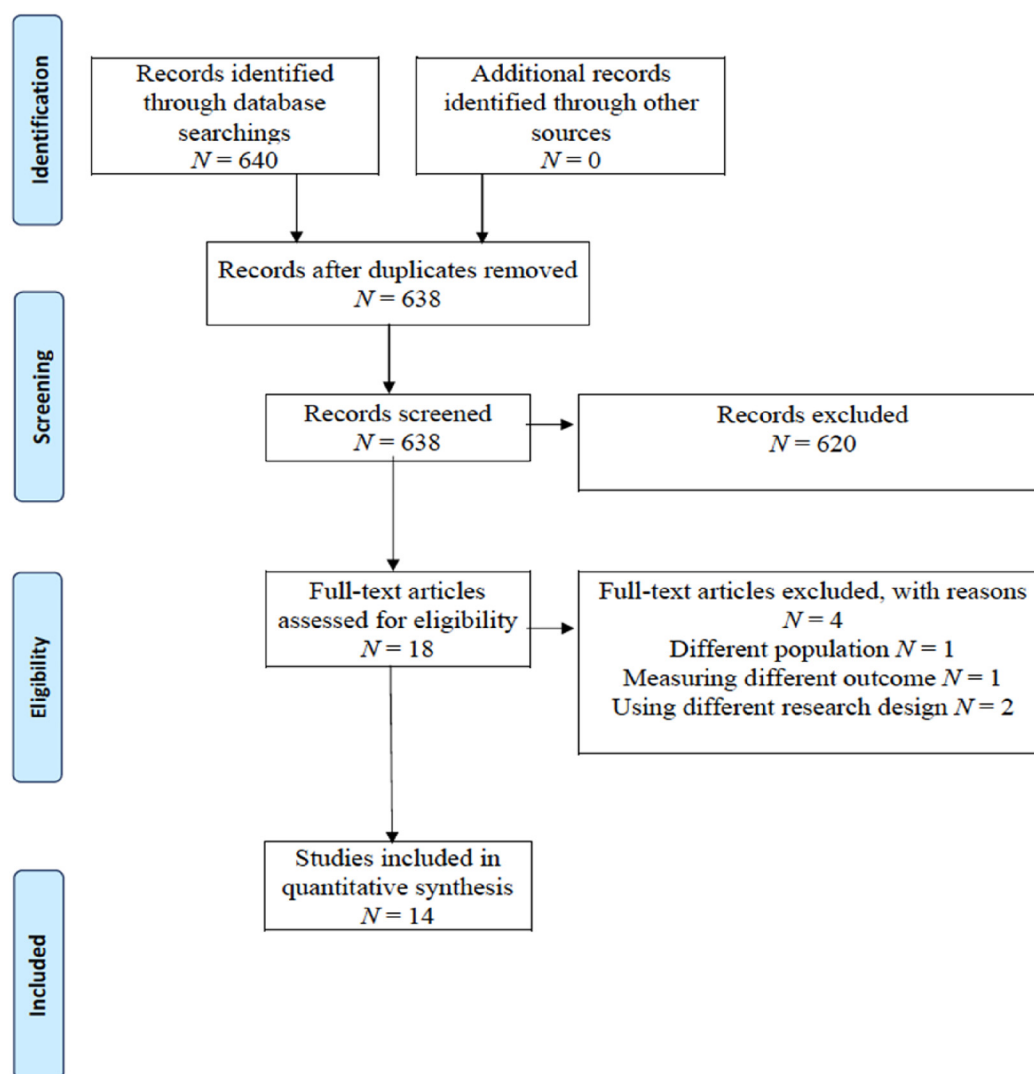 Identification
Records identified
through database
searchings
N = 640
Additional records
identified through other
sources
N = 0
Records after duplicates removed
N = 638
Screening
Records screened
N = 638
Records excluded
N = 620
Eligibility
Full-text articles
assessed for eligibility
N = 18
Full-text articles excluded, with reasons
N = 4
Different population N = 1
Measuring different outcome N = 1
Using different research design N = 2
Included
Studies included in
quantitative synthesis
N = 14